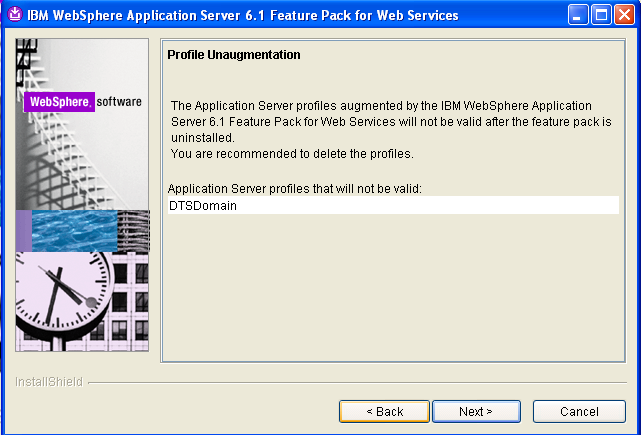 IBM WebSphere Application Server 6.1 Feature Pack for Web Services
WebSphere. software
Profile Unaugmentation
The Application Server profiles augmented by the IBM WebSphere Application
Server 6.1 Feature Pack for Web Services will not be valid after the feature pack is
uninstalled.
You are recommended to delete the profiles.
Application Server profiles that will not be valid:
DTSDomain
InstallShield
< Back
Next >
Cancel